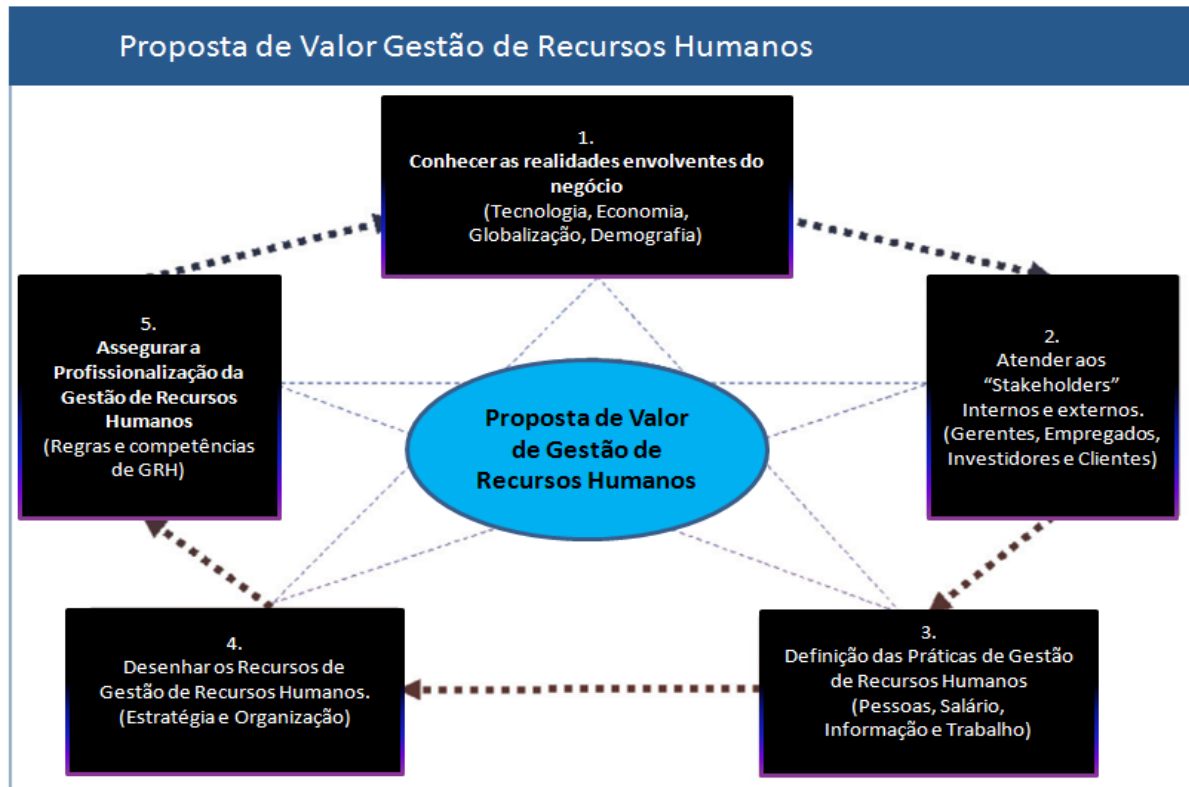 Proposta de Valor Gestão de Recursos Humanos
1.
Conhecer as realidades envolventes do
negócio
(Tecnologia, Economia,
Globalização, Demografia)
2.
Atender aos
“Stakeholders”
Internos e externos.
(Gerentes, Empregados,
Investidores e Clientes)
3.
Definição das Práticas de Gestão
de Recursos Humanos
(Pessoas, Salário,
Informação e Trabalho)
4.
Desenhar os Recursos de
Gestão de Recursos Humanos.
(Estratégia e Organização)
5.
Assegurar a
Profissionalização da
Gestão de Recursos
Humanos
(Regras e competências
de GRH)
Proposta de Valor
de Gestão de
Recursos Humanos